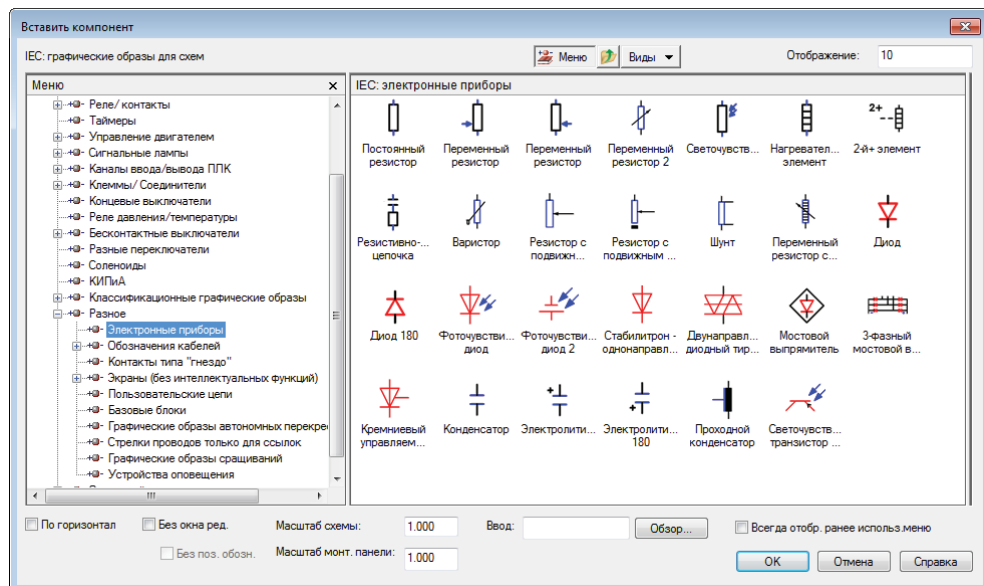 Вставить компонент
IEC: графические образы для схем
Меню
Виды
Отображение:
10
Меню
Реле/контакты
Таймеры
Управление двигателем
Сигнальные лампы
Каналы ввода/вывода ПЛК
Клеммы/ Соединители
Концевые выключатели
Реле давления/температуры
Бесконтактные выключатели
Разные переключатели
Соленоиды
КИПиА
Классификационные графические образы
Разное
Электронные приборы
Обозначения кабелей
Контакты типа "гнездо"
Экраны (без интеллектуальных функций)
Пользовательские цепи
Базовые блоки
Графические образы автономных перекре
Стрелки проводов только для ссылок
Графические образы сращиваний
Устройства оповещения
IEC: электронные приборы
2+
Постоянный
резистор
Переменный
резистор
Переменный
резистор
Переменный
резистор 2
Светочувств...
Нагревател...
элемент
2-й+ элемент
Резистивно-...
цепочка
Варистор
Резистор с
подвижн...
Резистор с
подвижным ...
Шунт
Переменный
резистор с...
Диод
Диод 180
Фоточувстви...
диод
Фоточувстви...
диод 2
Стабилитрон -
однонаправл...
Двунаправл...
диодный тир...
Мостовой
выпрямитель
3-фазный
мостовой в...
Кремниевый
управляем...
Конденсатор
Электролити...
Электролити...
180
Проходной
конденсатор
Светочувств...
транзистор ...
По горизонтал
Без окна ред.
Масштаб схемы:
1.000
Ввод:
Обзор...
Всегда отобр. ранее использ.меню
Без поз. обозн.
Масштаб монт. панели:
1.000
OK
Отмена
Справка